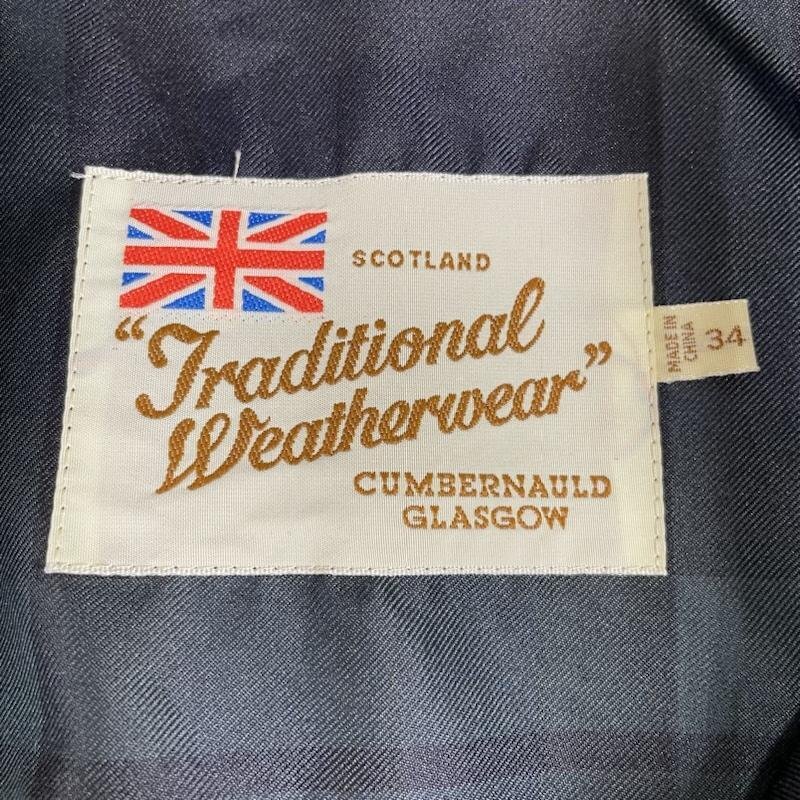 SCOTLAND
“Traditional
Weatherwear”
CUMBERNAULD
GLASGOW
MADE IN
CHINA
34